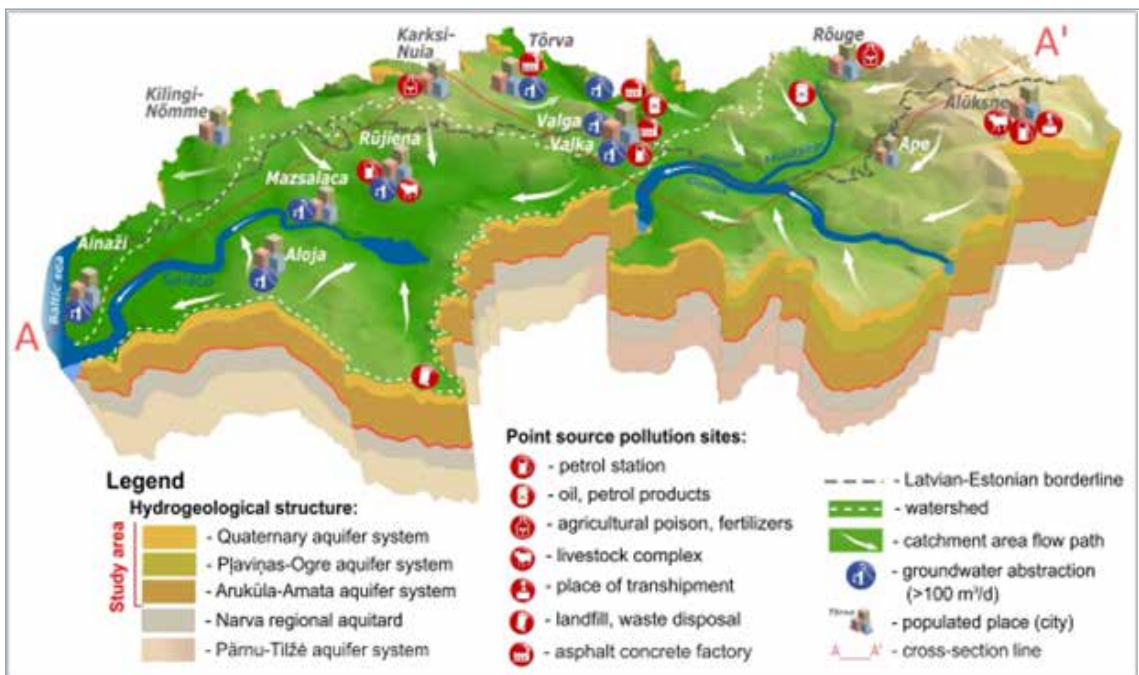 A'
Karksi-
Nuia
Tõrva
Rõuge
Kilingi-
Nõmme
Alūksne
Valga
Valka
Rūjiena
Ape
Mazsalaca
Ainaži
Aloja
Salaca
Baltic sea
A
Legend
Hydrogeological structure:
Study area
- Quaternary aquifer system
- Pļaviņas-Ogre aquifer system
- Arukūla-Amata aquifer system
- Narva regional aquitard
- Pärnu-Tilžė aquifer system
Point source pollution sites:
- petrol station
- oil, petrol products
- agricultural poison, fertilizers
- livestock complex
- place of transhipment
- landfill, waste disposal
- asphalt concrete factory
- Latvian-Estonian borderline
- watershed
- catchment area flow path
- groundwater abstraction
(>100 m³/d)
Tõrva
- populated place (city)
A A'
- cross-section line